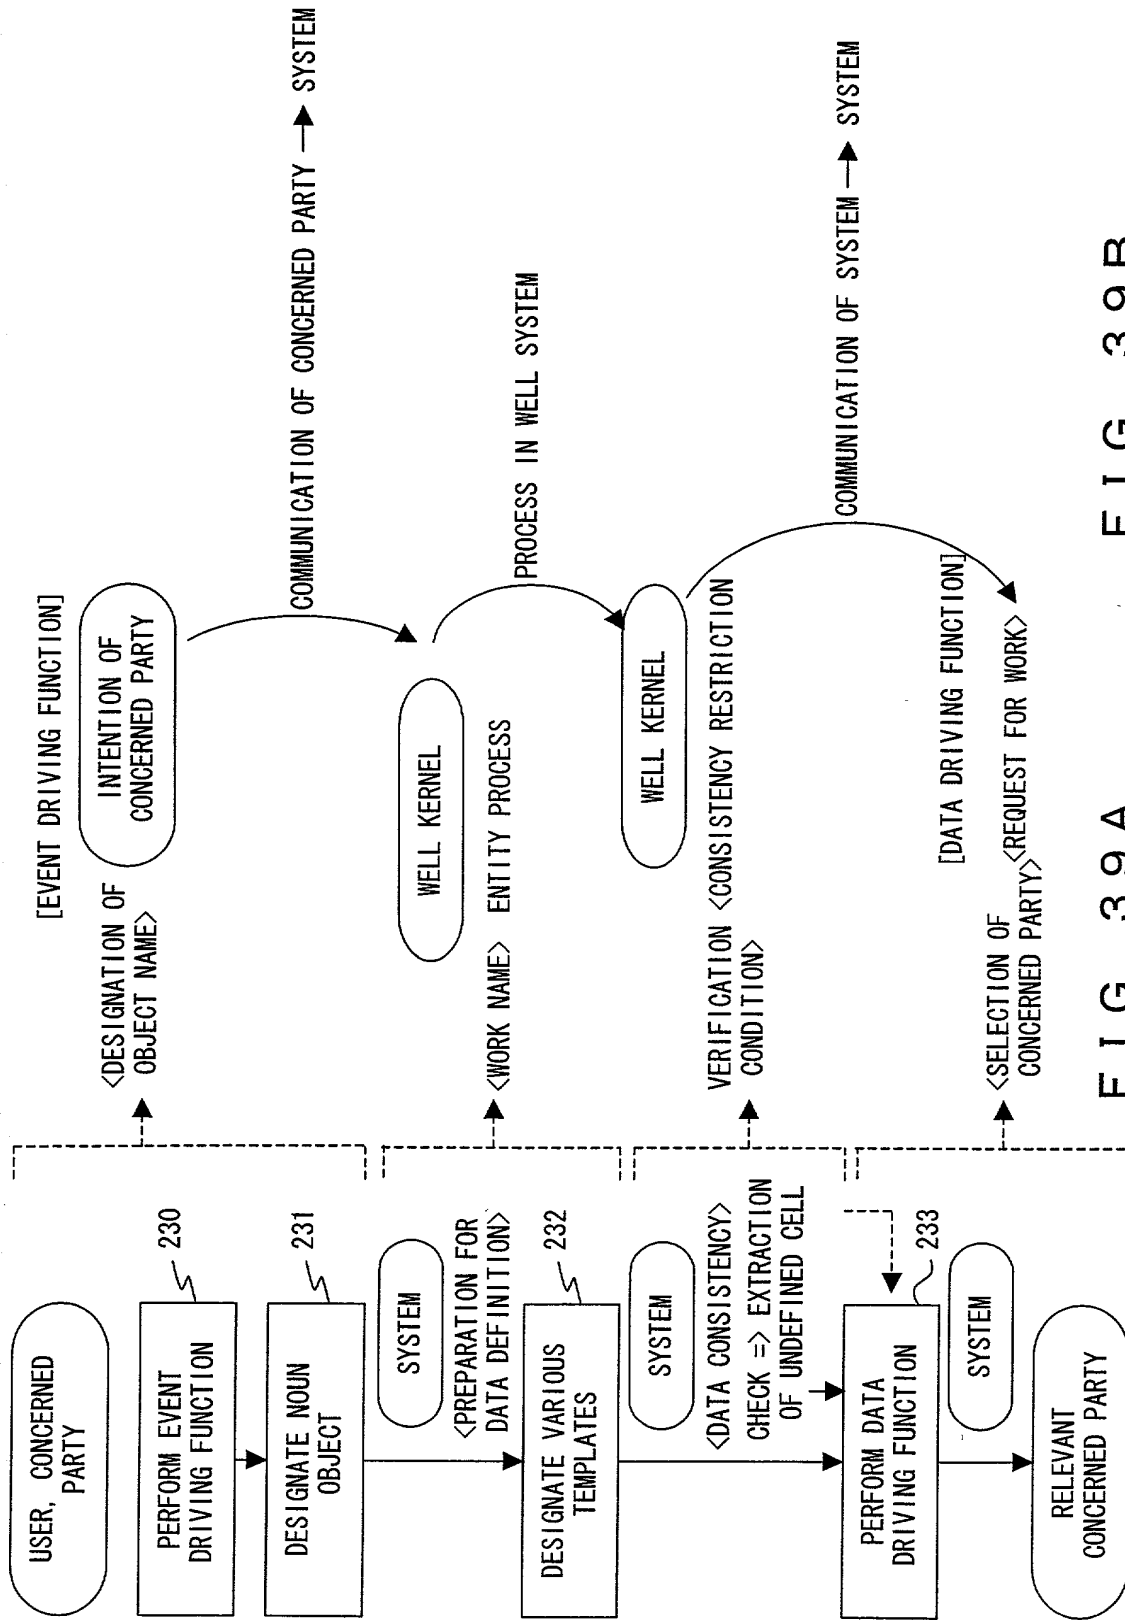 USER, CONCERNED
PARTY
PERFORM EVENT
DRIVING FUNCTION
230
DESIGNATE NOUN
OBJECT
231
SYSTEM
<PREPARATION FOR
DATA DEFINITION>
DESIGNATE VARIOUS
TEMPLATES
232
SYSTEM
<DATA CONSISTENCY>
CHECK => EXTRACTION
OF UNDEFINED CELL
PERFORM DATA
DRIVING FUNCTION
233
SYSTEM
RELEVANT
CONCERNED PARTY
FIG 39A
[EVENT DRIVING FUNCTION]
<DESIGNATION OF
OBJECT NAME>
INTENTION OF
CONCERNED PARTY
COMMUNICATION OF CONCERNED PARTY → SYSTEM
WELL KERNEL
<WORK NAME> ENTITY PROCESS
PROCESS IN WELL SYSTEM
WELL KERNEL
VERIFICATION <CONSISTENCY RESTRICTION
CONDITION>
COMMUNICATION OF SYSTEM → SYSTEM
[DATA DRIVING FUNCTION]
<SELECTION OF
CONCERNED PARTY>
<REQUEST FOR WORK>
FIG 39B